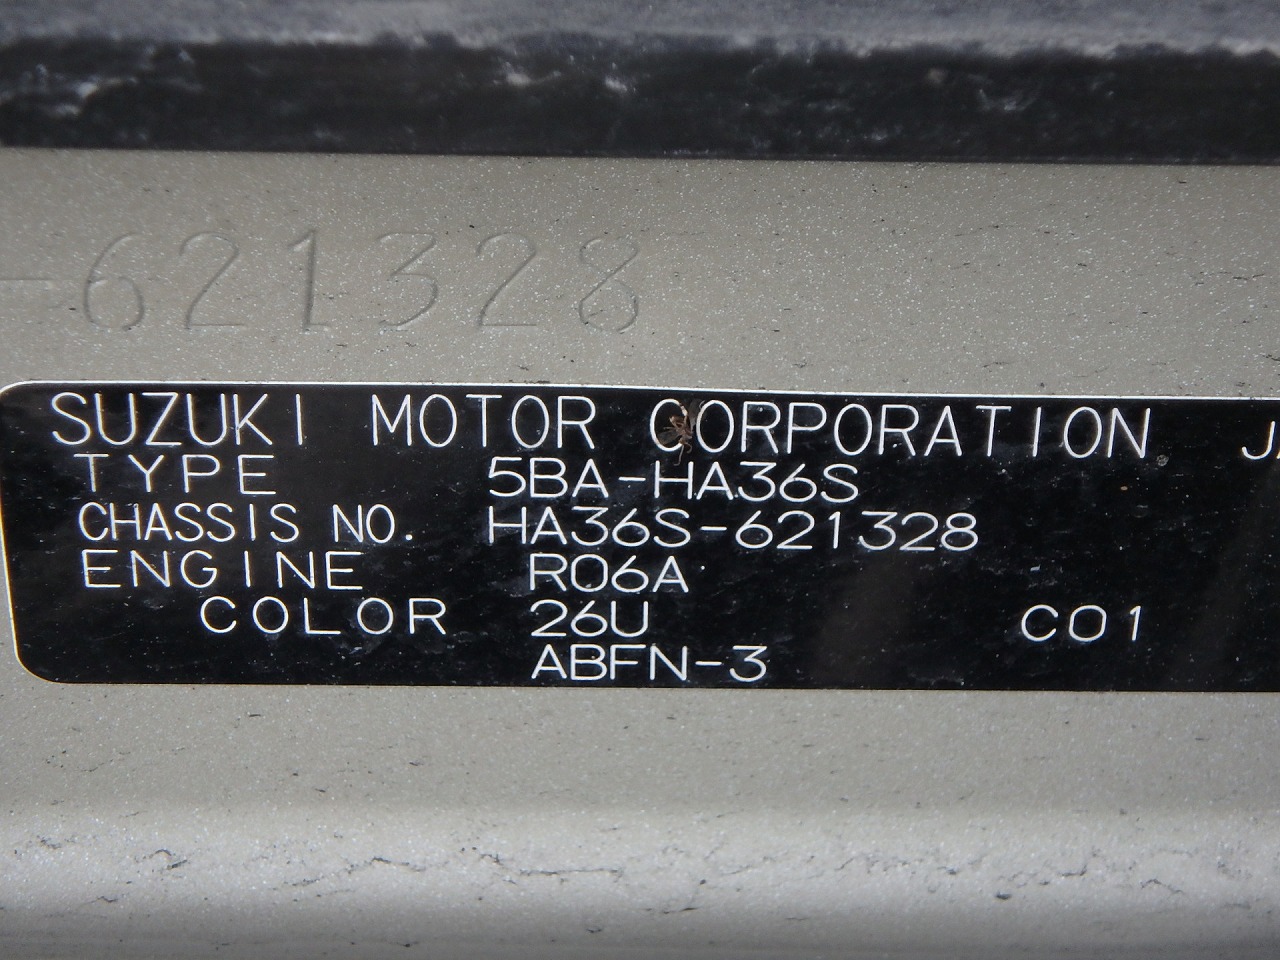 -621328
SUZUKI MOTOR CORPORATION
TYPE 5BA-HA36S
CHASSIS NO. HA36S-621328
ENGINE R06A
COLOR 26U C01
ABFN-3